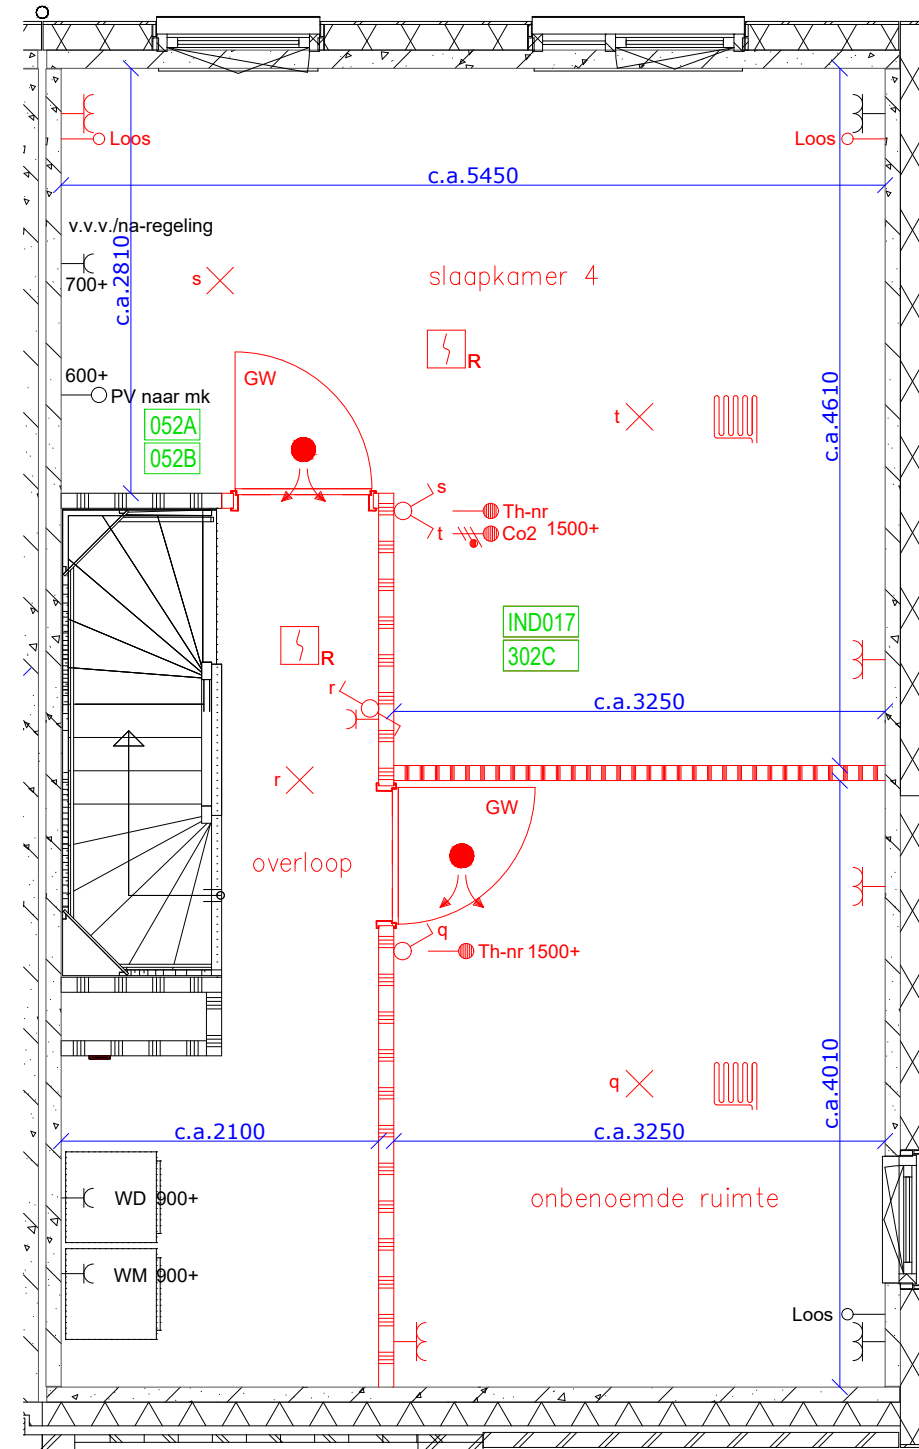 Loos
Loos
c.a.5450
v.v.v./na-regeling
700+
c.a.2810
s
slaapkamer 4
R
600+
PV naar mk
GW
052A
052B
t
c.a.4610
s
Th-nr
t
Co2 1500+
IND017
302C
R
r
c.a.3250
r
GW
overloop
q
Th-nr 1500+
q
c.a.4010
c.a.2100
c.a.3250
WD 900+
onbenoemde ruimte
WM 900+
Loos